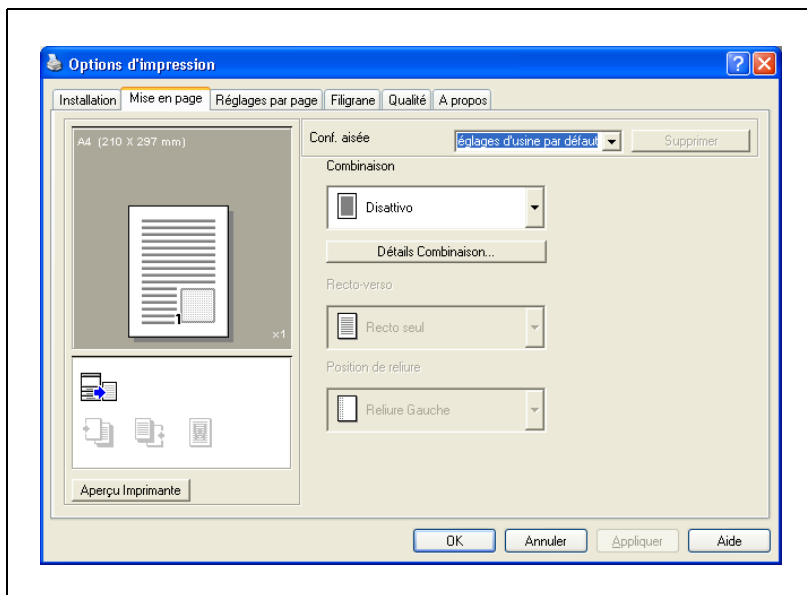 Options d'impression
Installation Mise en page Réglages par page Filigrane Qualité A propos
A4 (210 X 297 mm)
1
x1
Aperçu Imprimante
Conf. aisée églages d'usine par défaut Supprimer
Combinaison
Disattivo
Détails Combinaison...
Recto-verso
Recto seul
Position de reliure
Reliure Gauche
OK Annuler Appliquer Aide